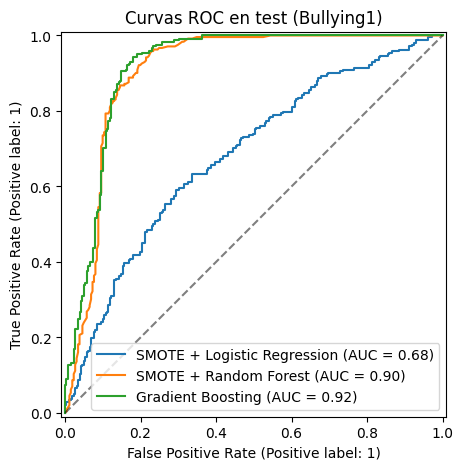 Curvas ROC en test (Bullying1)
True Positive Rate (Positive label: 1)
1.0
0.8
0.6
0.4
0.2
0.0
SMOTE + Logistic Regression (AUC = 0.68)
SMOTE + Random Forest (AUC = 0.90)
Gradient Boosting (AUC = 0.92)
0.0 0.2 0.4 0.6 0.8 1.0
False Positive Rate (Positive label: 1)